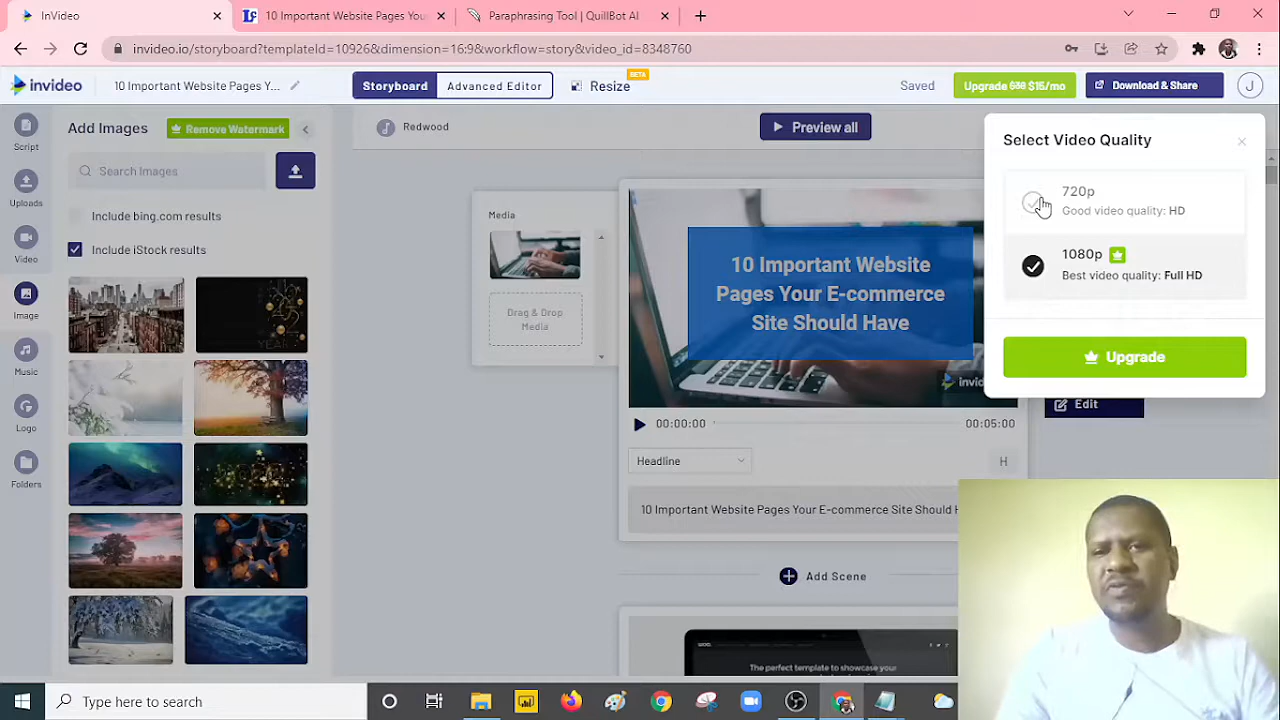 InVideo
10 Important Website Pages You
Paraphrasing Tool | QuillBot AI
invideo.io/storyboard?templateId=10926&dimension=16:9&workflow=story&video_id=8348760
invideo
10 Important Website Pages Y...
Storyboard
Advanced Editor
Resize
BETA
Saved
Upgrade $30 $15/mo
Download & Share
J
Script
Uploads
Video
Image
Music
Logo
Folders
Add Images
Remove Watermark
Search Images
Include bing.com results
Include iStock results
Redwood
Preview all
Media
Drag & Drop
Media
10 Important Website
Pages Your E-commerce
Site Should Have
00:00:00
00:05:00
Headline
H
10 Important Website Pages Your E-commerce Site Should H
Add Scene
The perfect template to showcase your
Select Video Quality
720p
Good video quality: HD
1080p
Best video quality: Full HD
Upgrade
Edit
Type here to search